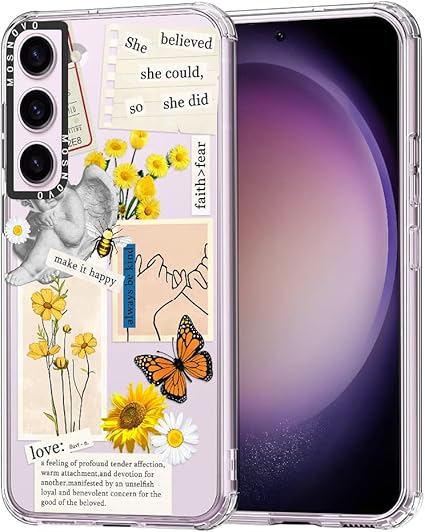 MOSNOVO
MOSNOVO
She believed
she could,
so she did
2E8
faith>fear
make it happy
always be kind
love: 
a feeling of profound tender affection,
warm attachment,and devotion for
another,manifested by an unselfish
loyal and benevolent concern for the
good of the beloved.